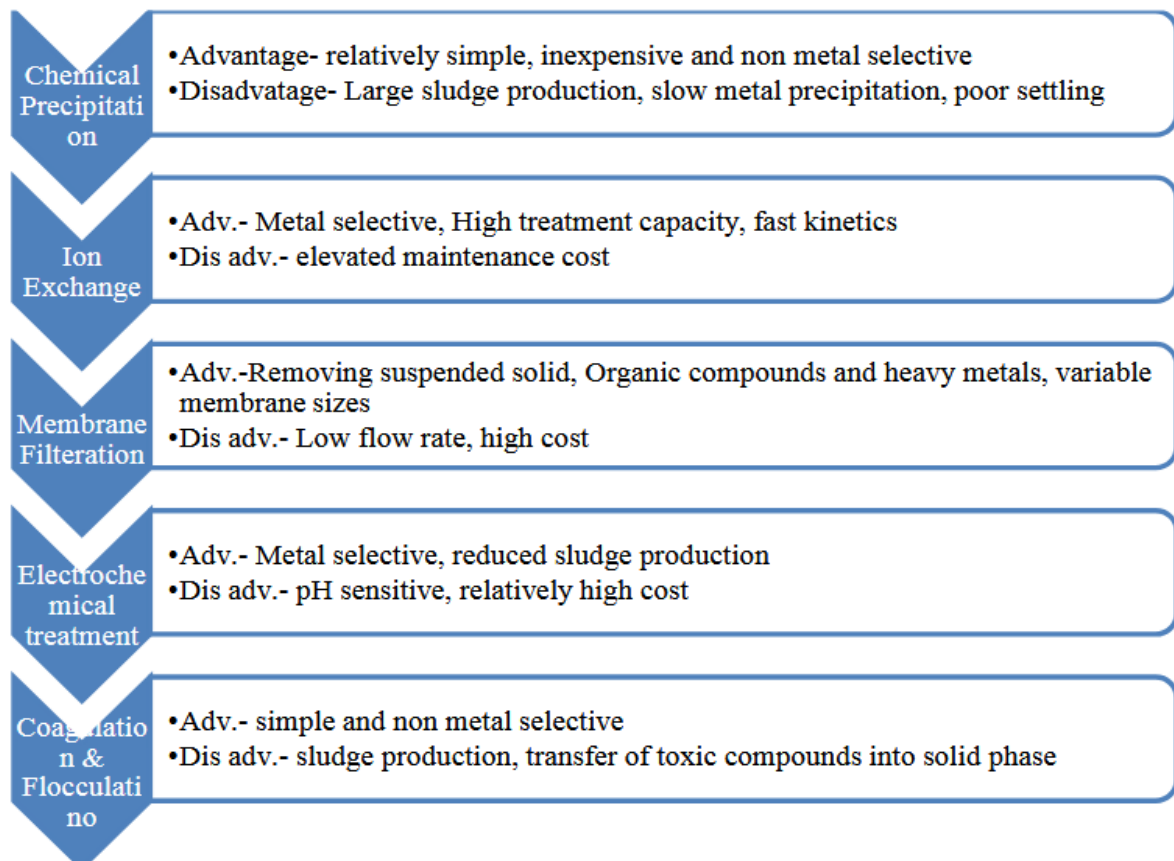 Chemical
Precipitati
on
•Advantage- relatively simple, inexpensive and non metal selective
•Disadvatage- Large sludge production, slow metal precipitation, poor settling
Ion
Exchange
•Adv.- Metal selective, High treatment capacity, fast kinetics
•Dis adv.- elevated maintenance cost
Membrane
Filteration
•Adv.-Removing suspended solid, Organic compounds and heavy metals, variable
membrane sizes
•Dis adv.- Low flow rate, high cost
Electroche
mical
treatment
•Adv.- Metal selective, reduced sludge production
•Dis adv.- pH sensitive, relatively high cost
Coagulatio
n &
Flocculati
no
•Adv.- simple and non metal selective
•Dis adv.- sludge production, transfer of toxic compounds into solid phase